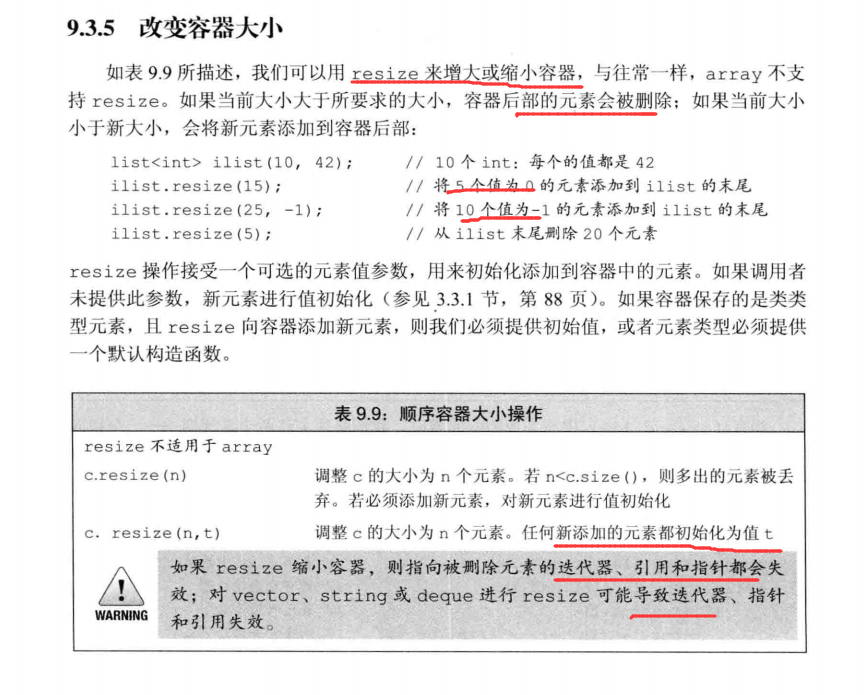 9.3.5 改变容器大小
如表 9.9 所描述，我们可以用 resize 来增大或缩小容器，与往常一样，array 不支
持 resize。如果当前大小大于所要求的大小，容器后部的元素会被删除；如果当前大小
小于新大小，会将新元素添加到容器后部：
list<int> ilist(10, 42); // 10 个 int：每个的值都是 42
ilist.resize(15); // 将 5 个值为 0 的元素添加到 ilist 的末尾
ilist.resize(25, -1); // 将 10 个值为-1 的元素添加到 ilist 的末尾
ilist.resize(5); // 从 ilist 末尾删除 20 个元素
resize 操作接受一个可选的元素值参数，用来初始化添加到容器中的元素。如果调用者
未提供此参数，新元素进行值初始化（参见 3.3.1 节，第 88 页）。如果容器保存的是类类
型元素，且 resize 向容器添加新元素，则我们必须提供初始值，或者元素类型必须提供
一个默认构造函数。
表 9.9：顺序容器大小操作
resize 不适用于 array
c.resize(n) 调整 c 的大小为 n 个元素。若 n<c.size()，则多出的元素被丢
弃。若必须添加新元素，对新元素进行值初始化
c. resize(n,t) 调整 c 的大小为 n 个元素。任何新添加的元素都初始化为值 t
如果 resize 缩小容器，则指向被删除元素的迭代器、引用和指针都会失
效；对 vector、string 或 deque 进行 resize 可能导致迭代器、指针
和引用失效。
WARNING